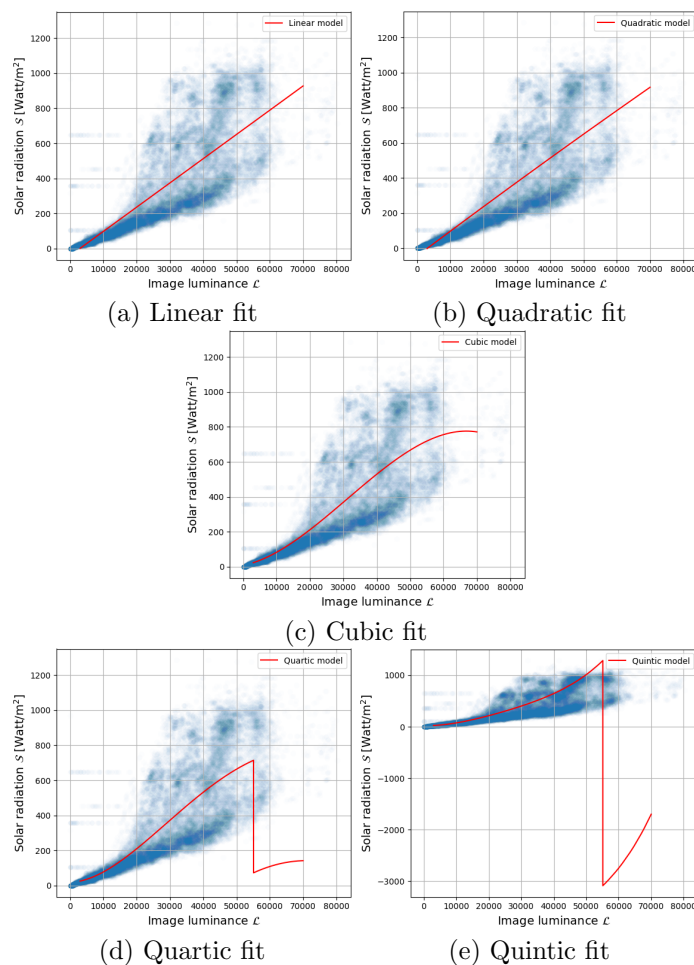 Linear model
1200
1000
800
600
400
200
0
Solar radiation 𝒮 [Watt/m²]
0 10000 20000 30000 40000 50000 60000 70000 80000
Image luminance ℒ
(a) Linear fit
Quadratic model
1200
1000
800
600
400
200
0
Solar radiation 𝒮 [Watt/m²]
0 10000 20000 30000 40000 50000 60000 70000 80000
Image luminance ℒ
(b) Quadratic fit
Cubic model
1200
1000
800
600
400
200
0
Solar radiation 𝒮 [Watt/m²]
0 10000 20000 30000 40000 50000 60000 70000 80000
Image luminance ℒ
(c) Cubic fit
Quartic model
1200
1000
800
600
400
200
0
Solar radiation 𝒮 [Watt/m²]
0 10000 20000 30000 40000 50000 60000 70000 80000
Image luminance ℒ
(d) Quartic fit
Quintic model
1000
0
−1000
−2000
−3000
Solar radiation 𝒮 [Watt/m²]
0 10000 20000 30000 40000 50000 60000 70000 80000
Image luminance ℒ
(e) Quintic fit